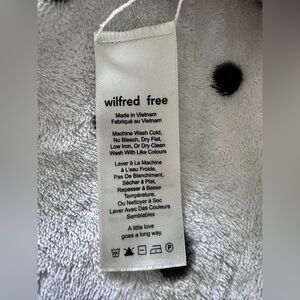 wilfred free
Made in Vietnam
Fabriqué au Vietnam
Machine Wash Cold,
No Bleach, Dry Flat,
Low Iron, Or Dry Clean
Wash With Like Colours
Laver à La Machine
à L'eau Froide,
Pas De Blanchiment,
Sécher à Plat,
Repasser à Basse
Température,
Ou Nettoyer à Sec
Laver Avec Des Couleurs
Semblables
A little love
goes a long way.